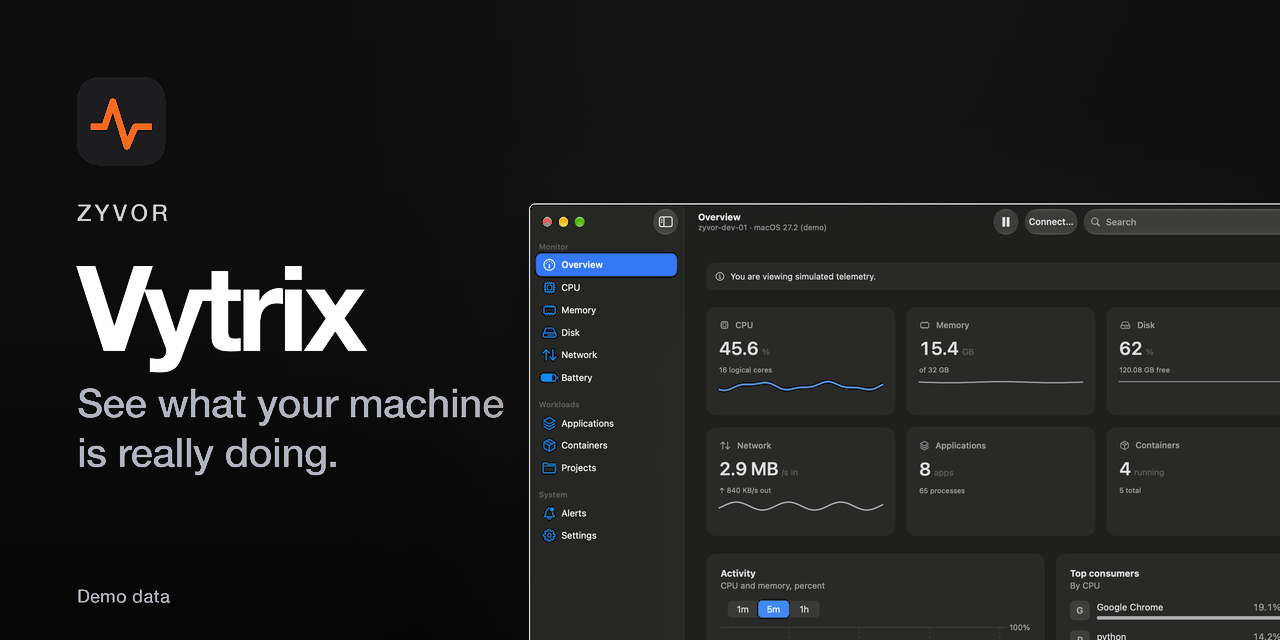 ZYVOR
Vytrix
See what your machine
is really doing.
Demo data
Overview
zyvor-dev-01 · macOS 27.2 (demo)
Connect...
Search
Monitor
Overview
CPU
Memory
Disk
Network
Battery
Workloads
Applications
Containers
Projects
System
Alerts
Settings
You are viewing simulated telemetry.
CPU
45.6 %
16 logical cores
Memory
15.4 GB
of 32 GB
Disk
62 %
120.08 GB free
Network
2.9 MB /s in
↑ 840 KB/s out
Applications
8 apps
65 processes
Containers
4 running
5 total
Activity
CPU and memory, percent
1m 5m 1h
100%
Top consumers
By CPU
G Google Chrome 19.1%
python 14.2%